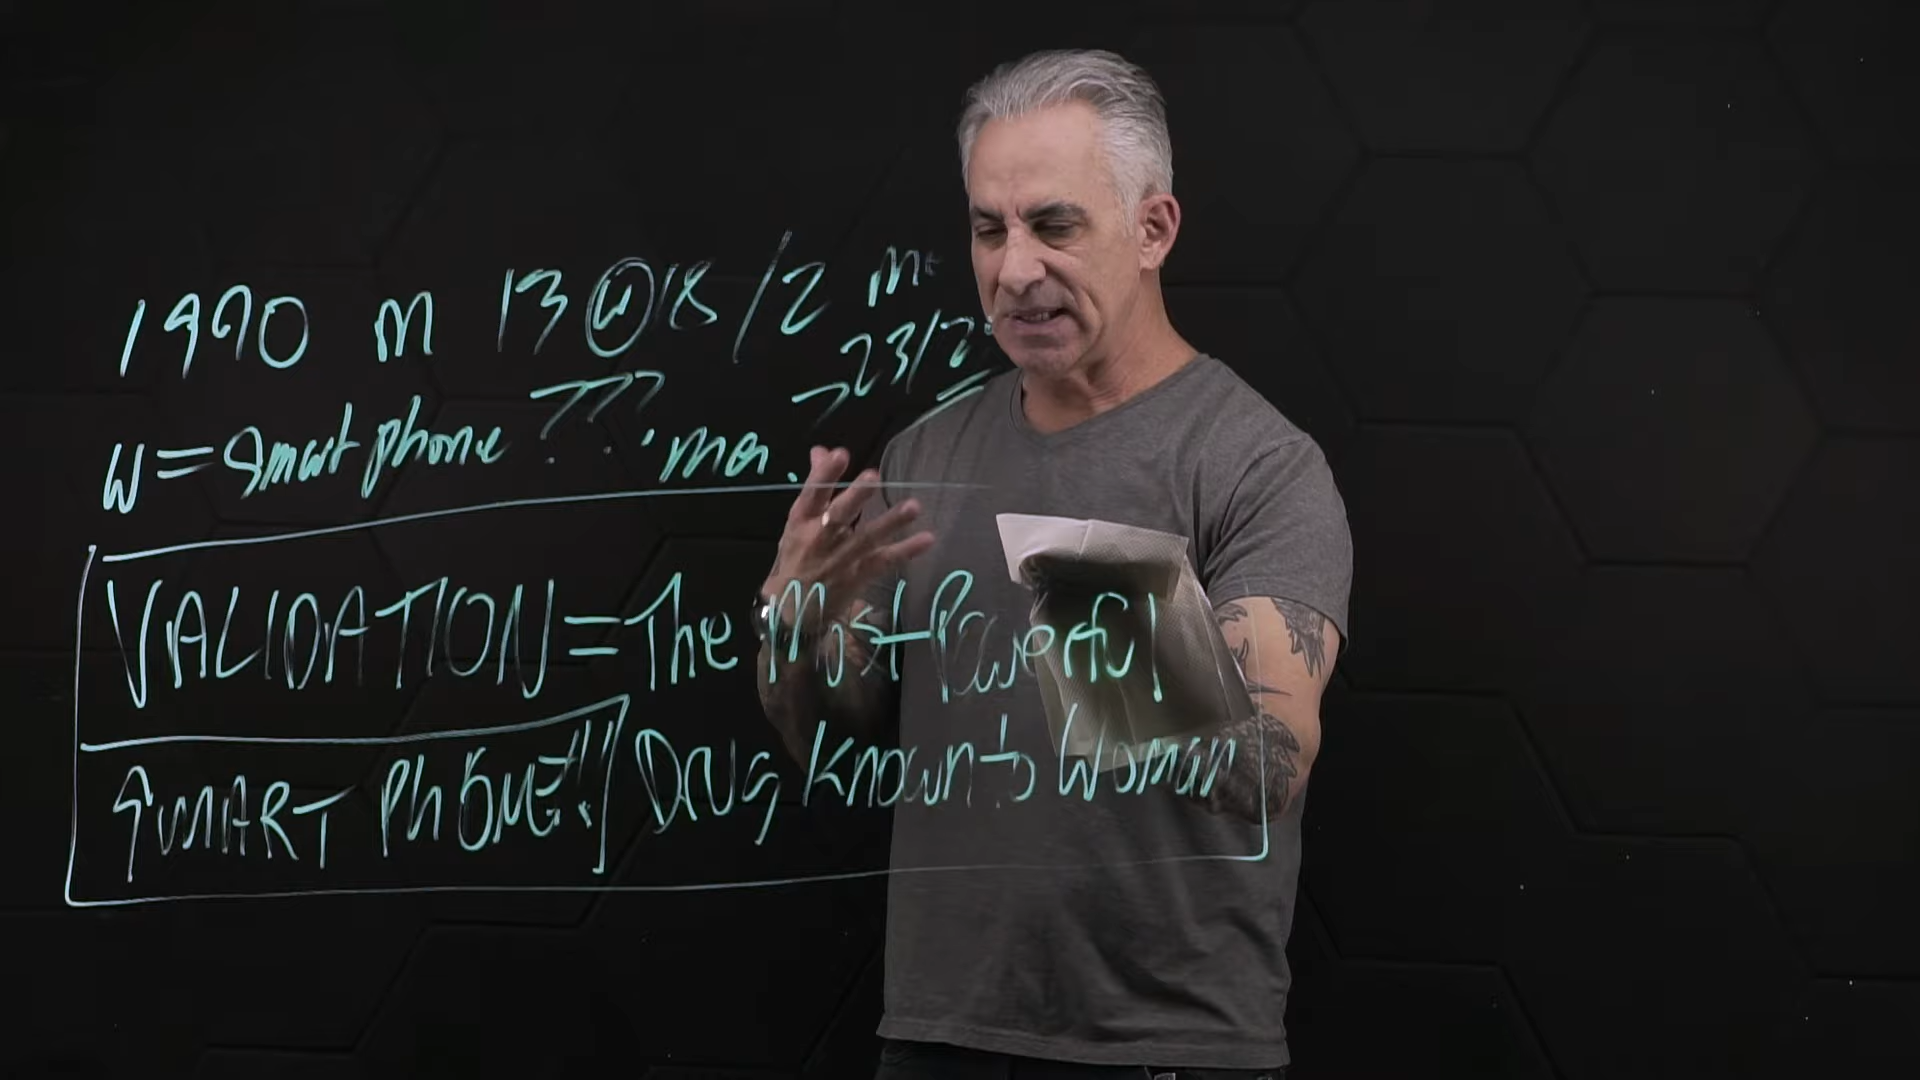 1990 m 13 W 18 / 2 m
23/2
W = Smart phone ??? men.
VALIDATION = The Most Powerful
SMART PHONE!! Drug Known to Woman